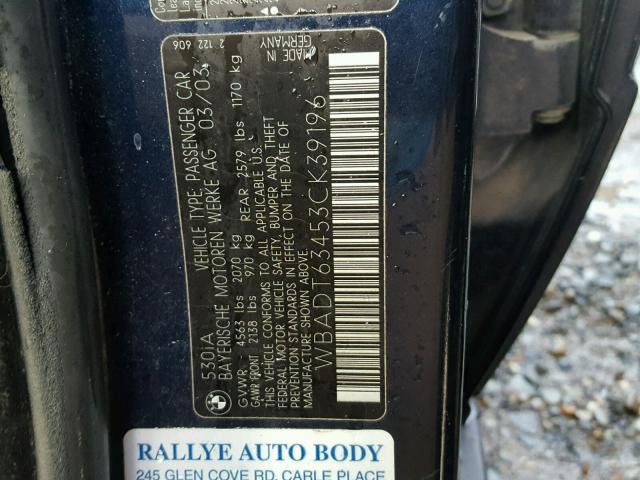 530IA VEHICLE TYPE: PASSENGER CAR
BAYERISCHE MOTOREN WERKE AG 03/03
GVWR 4563 lbs 2070 kg
GAWR FRONT 2138 lbs 970 kg REAR 2579 lbs 1170 kg
THIS VEHICLE CONFORMS TO ALL APPLICABLE U.S.
FEDERAL MOTOR VEHICLE SAFETY, BUMPER AND THEFT
PREVENTION STANDARDS IN EFFECT ON THE DATE OF
MANUFACTURE SHOWN ABOVE.
WBADT63453CK39196
2 122 606
GERMANY
RALLYE AUTO BODY
245 GLEN COVE RD, CARLE PLACE